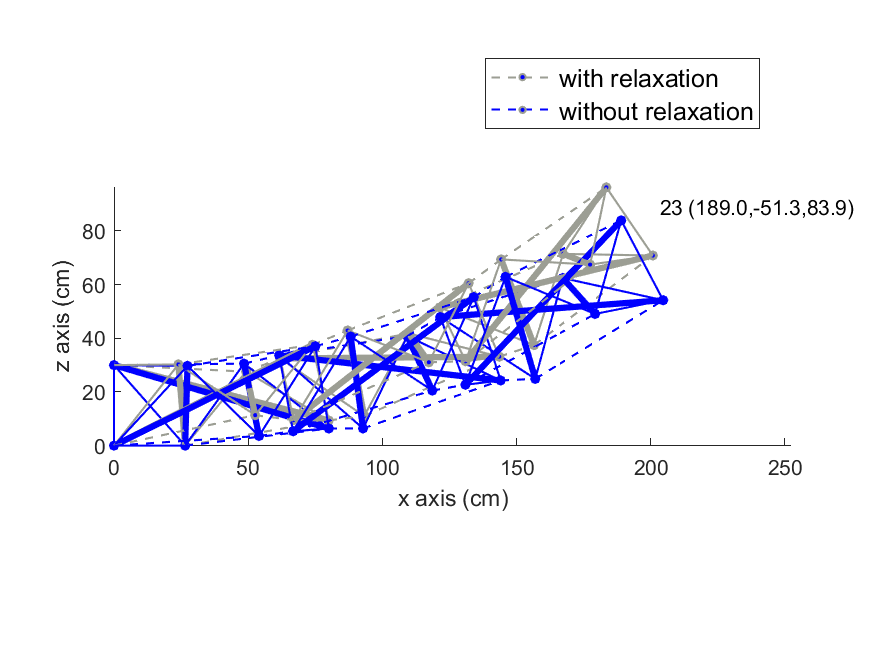 with relaxation
without relaxation
23 (189.0,-51.3,83.9)
80
60
40
20
0
z axis (cm)
0 50 100 150 200 250
x axis (cm)